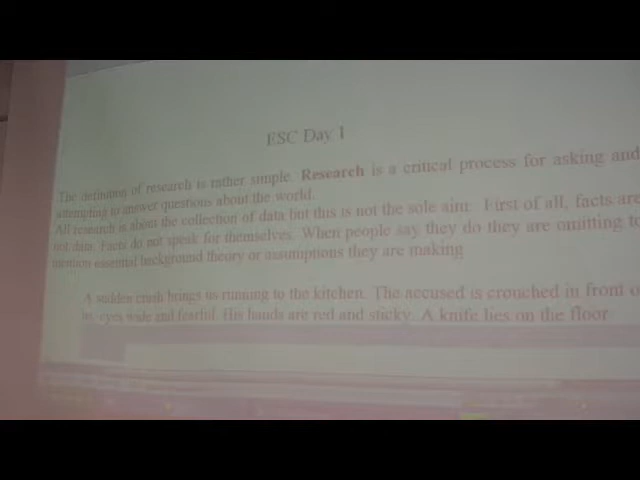 ESC Day 1
The definition of research is rather simple. Research is a critical process for asking and
attempting to answer questions about the world.
All research is about the collection of data but this is not the sole aim. First of all, facts are
not data. Facts do not speak for themselves. When people say they do they are omitting to
mention essential background theory or assumptions they are making
A sudden crash brings us running to the kitchen. The accused is crouched in front
us, eyes wide and fearful. His hands are red and sticky. A knife lies on the floor